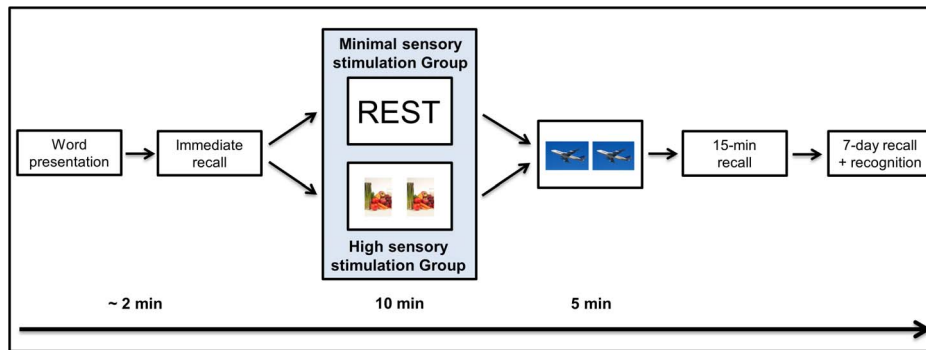 Minimal sensory
stimulation Group
REST
Word
presentation
Immediate
recall
15-min
recall
7-day recall
+ recognition
High sensory
stimulation Group
~ 2 min
10 min
5 min